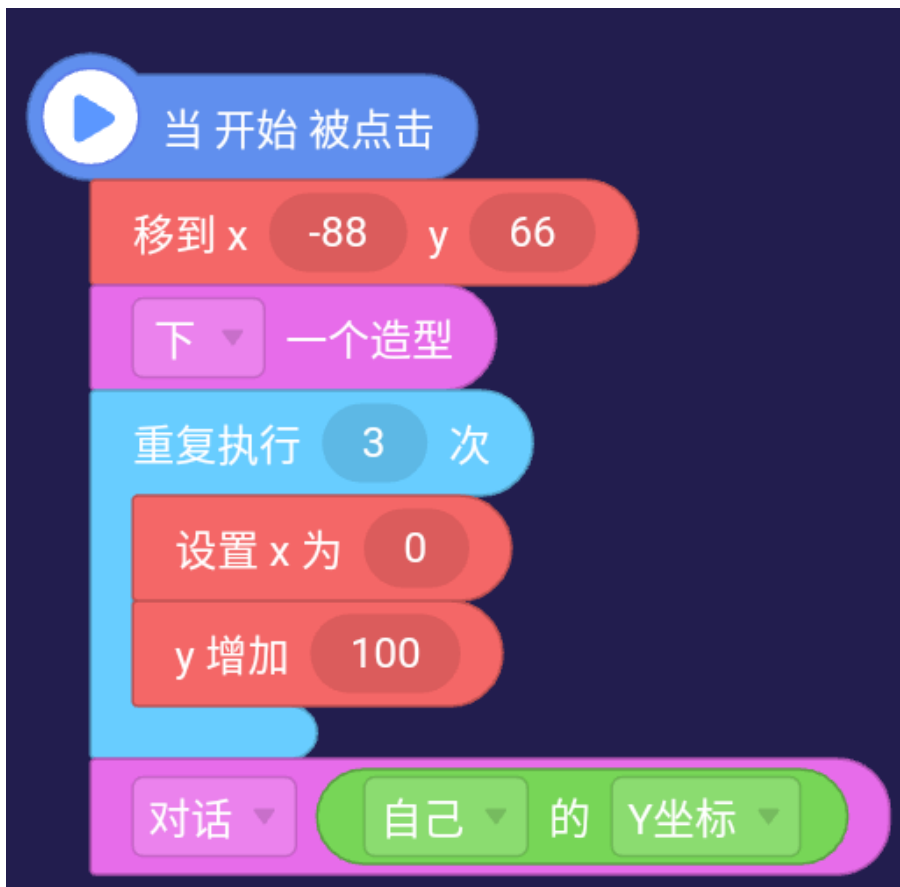 当 开始 被点击
移到 x -88 y 66
下 一个造型
重复执行 3 次
设置 x 为 0
y 增加 100
对话 自己 的 Y坐标